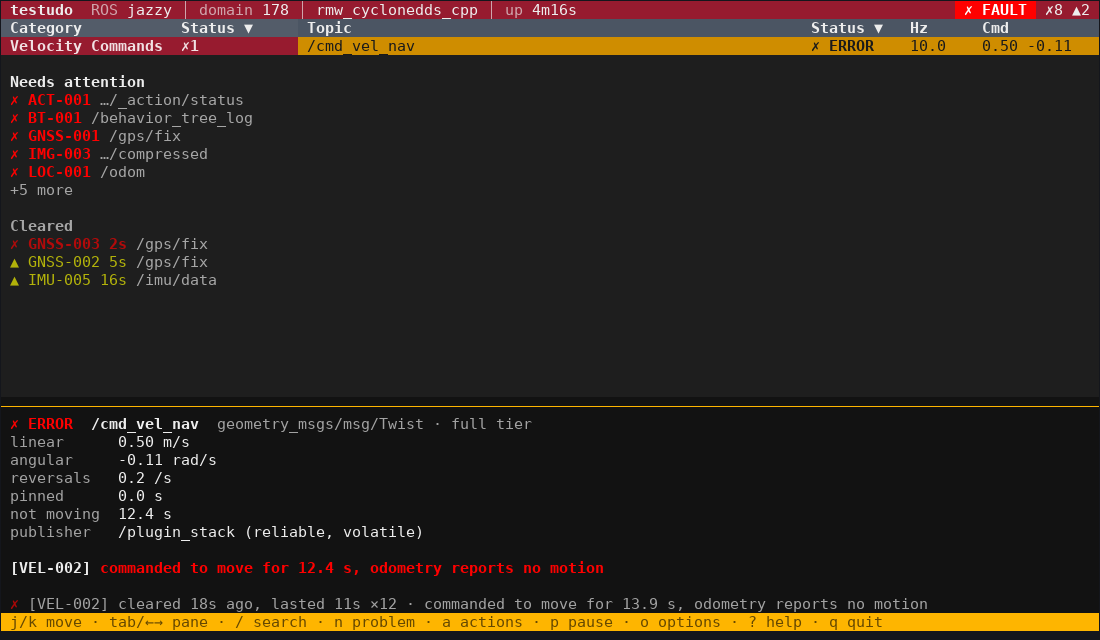 testudo ROS jazzy │ domain 178 │ rmw_cyclonedds_cpp │ up 4m16s ✗ FAULT ✗8 ▲2
Category Status ▼ Topic Status ▼ Hz Cmd
Velocity Commands ✗1 /cmd_vel_nav ✗ ERROR 10.0 0.50 -0.11
Needs attention
✗ ACT-001 …/_action/status
✗ BT-001 /behavior_tree_log
✗ GNSS-001 /gps/fix
✗ IMG-003 …/compressed
✗ LOC-001 /odom
+5 more
Cleared
✗ GNSS-003 2s /gps/fix
▲ GNSS-002 5s /gps/fix
▲ IMU-005 16s /imu/data
✗ ERROR /cmd_vel_nav geometry_msgs/msg/Twist · full tier
linear 0.50 m/s
angular -0.11 rad/s
reversals 0.2 /s
pinned 0.0 s
not moving 12.4 s
publisher /plugin_stack (reliable, volatile)
[VEL-002] commanded to move for 12.4 s, odometry reports no motion
✗ [VEL-002] cleared 18s ago, lasted 11s ×12 · commanded to move for 13.9 s, odometry reports no motion
j/k move · tab/←→ pane · / search · n problem · a actions · p pause · o options · ? help · q quit